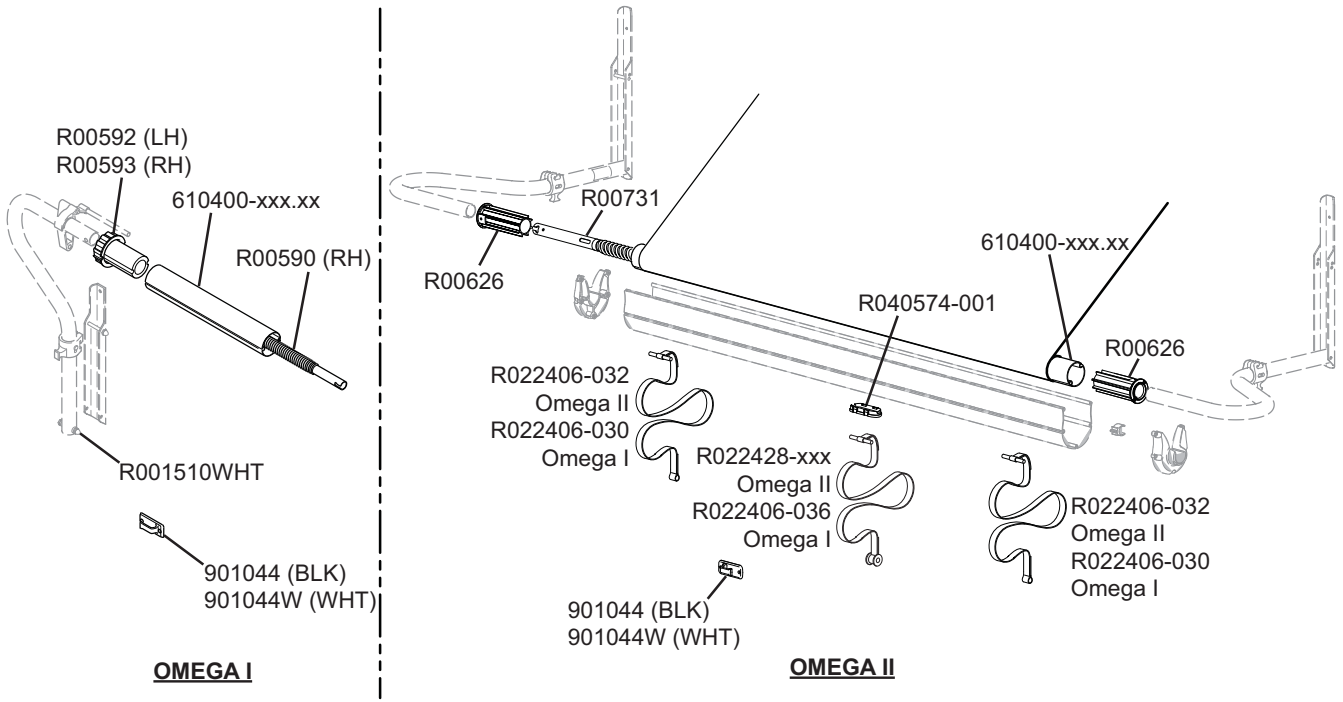 R00592 (LH)
R00593 (RH)
610400-xxx.xx
R00590 (RH)
R001510WHT
901044 (BLK)
901044W (WHT)
OMEGA I
R00731
R00626
610400-xxx.xx
R040574-001
R00626
R022406-032
Omega II
R022406-030
Omega I
R022428-xxx
Omega II
R022406-036
Omega I
R022406-032
Omega II
R022406-030
Omega I
901044 (BLK)
901044W (WHT)
OMEGA II